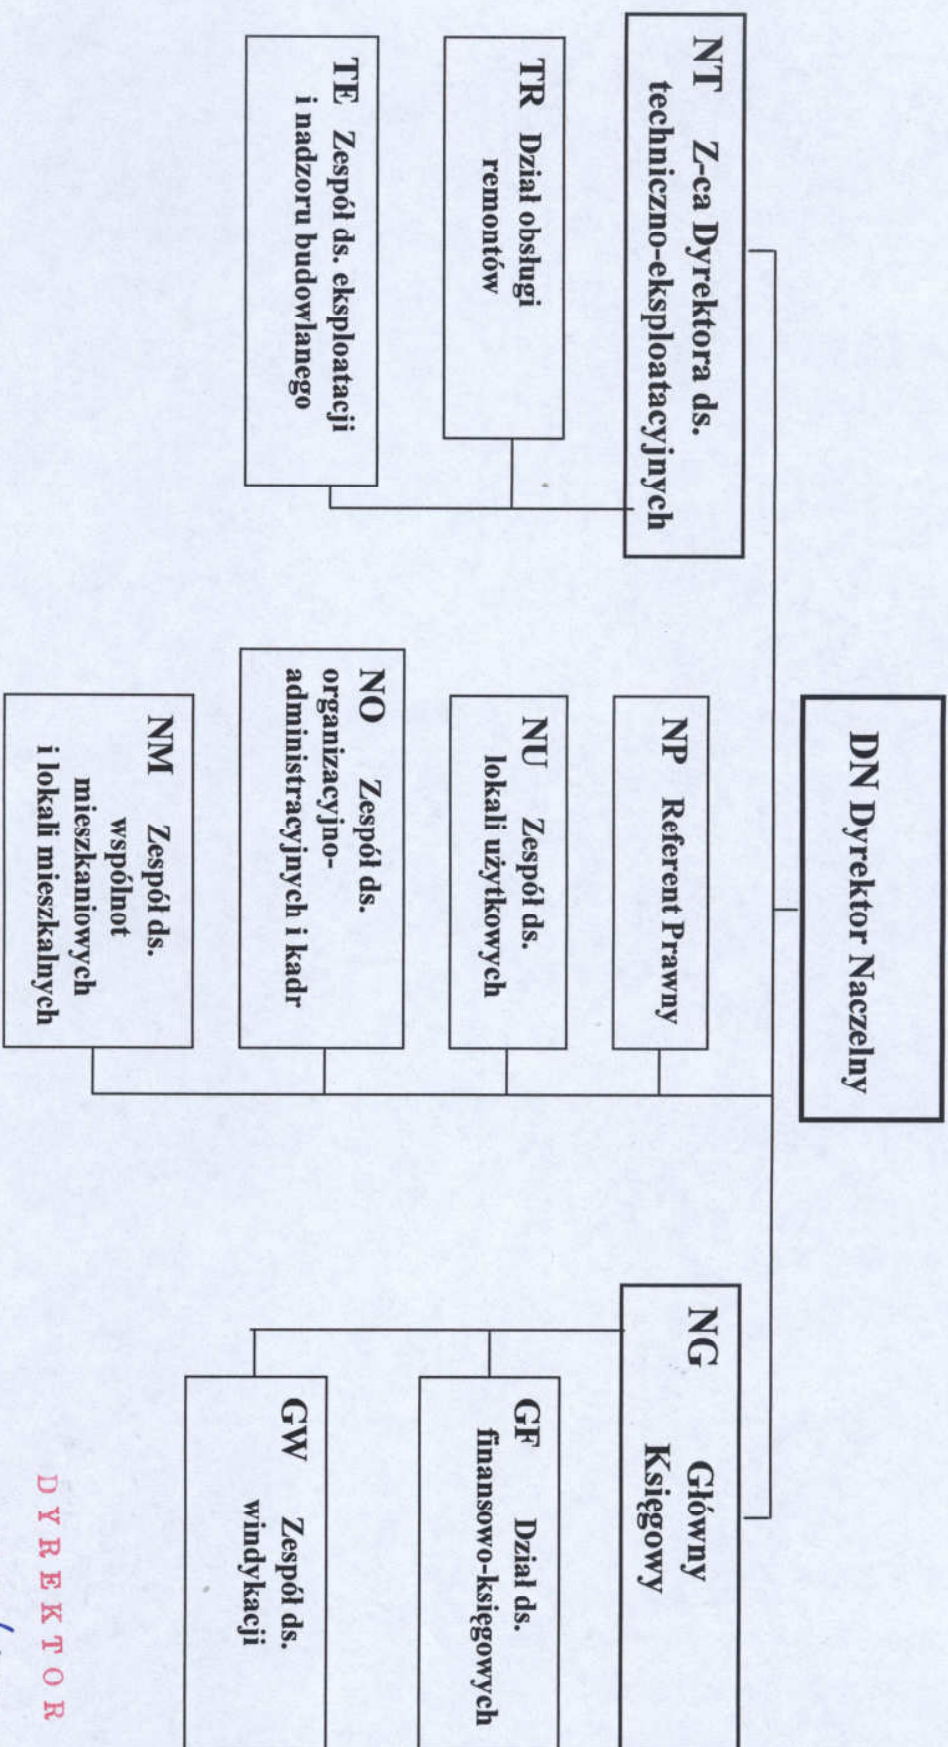 DN Dyrektor Naczelny
NT Z-ca Dyrektora ds.
techniczno-eksploatacyjnych
TR Dział obsługi
remontów
TE Zespół ds. eksploatacji
i nadzoru budowlanego
NP Referent Prawny
NU Zespół ds.
lokali użytkowych
NO Zespół ds.
organizacyjno-
administracyjnych i kadr
NM Zespół ds.
wspólnot
mieszkaniowych
i lokali mieszkalnych
NG Główny
Księgowy
GF Dział ds.
finansowo-księgowych
GW Zespół ds.
windykacji
DYREKTOR